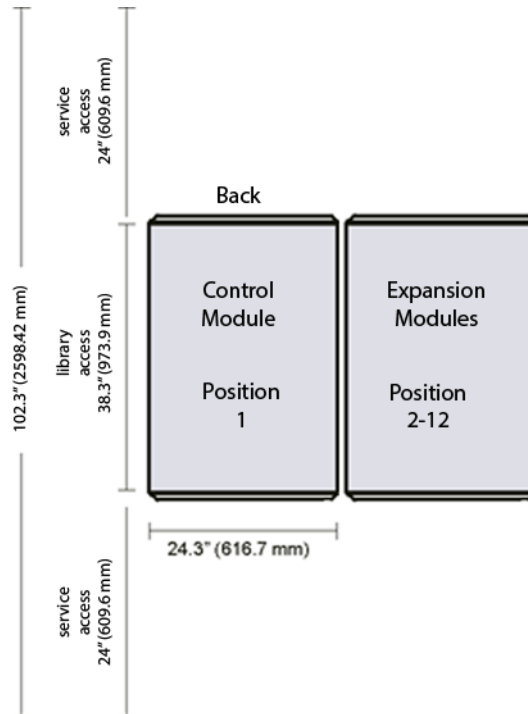 service
access
24" (609.6 mm)
Back
102.3" (2598.42 mm)
library
access
38.3" (973.9 mm)
Control
Module
Position
1
Expansion
Modules
Position
2-12
24.3" (616.7 mm)
service
access
24" (609.6 mm)